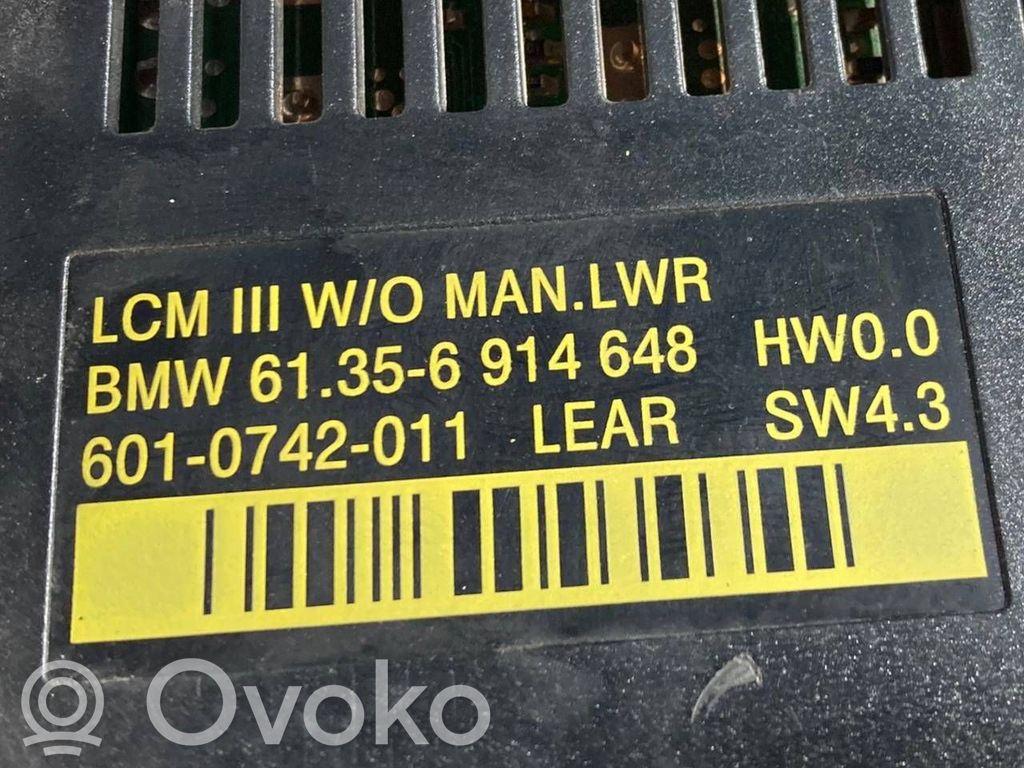 LCM III W/O MAN.LWR
BMW 61.35-6 914 648 HW0.0
601-0742-011 LEAR SW4.3
Ovoko